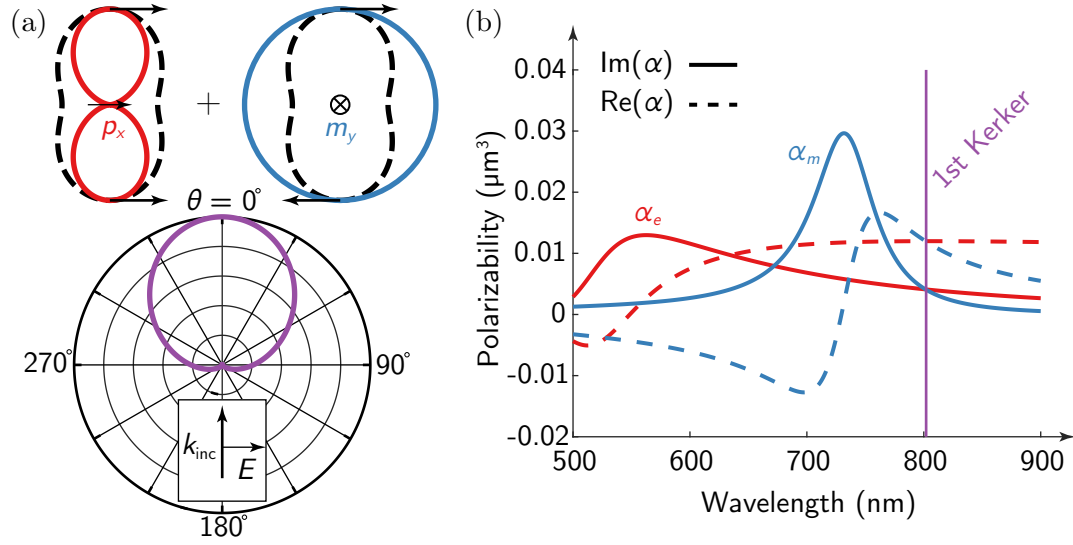 (a)
+
pₓ
⊗
m_y
θ = 0°
270°
90°
k_inc
E
180°
(b)
Polarizability (μm³)
0.04
0.03
0.02
0.01
0
-0.01
-0.02
Im(α)
Re(α)
α_m
α_e
1st Kerker
500
600
700
800
900
Wavelength (nm)